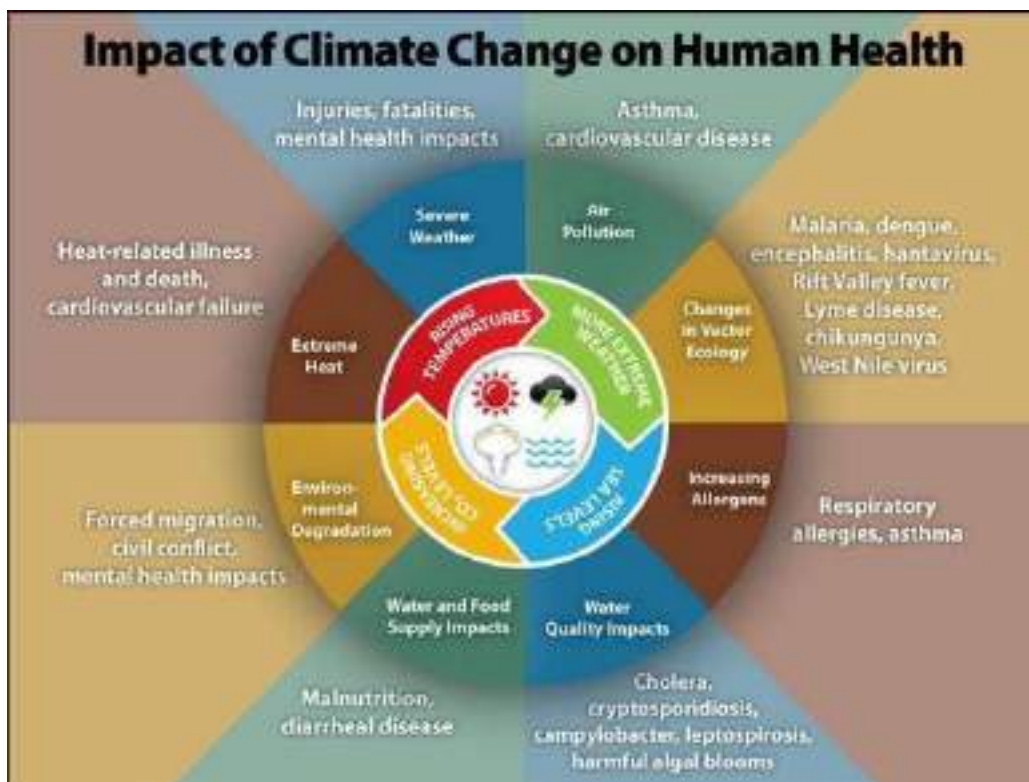 Impact of Climate Change on Human Health
Injuries, fatalities,
mental health impacts
Asthma,
cardiovascular disease
Severe
Weather
Air
Pollution
Heat-related illness
and death,
cardiovascular failure
Extreme
Heat
Malaria, dengue,
encephalitis, hantavirus,
Rift Valley fever,
Lyme disease,
chikungunya,
West Nile virus
Changes
in Vector
Ecology
RISING
TEMPERATURES
MORE EXTREME
WEATHER
RISING
SEA LEVELS
INCREASING
CO LEVELS
Environ-
mental
Degradation
Forced migration,
civil conflict,
mental health impacts
Increasing
Allergens
Respiratory
allergies, asthma
Water and Food
Supply Impacts
Malnutrition,
diarrheal disease
Water
Quality Impacts
Cholera,
cryptosporidiosis,
campylobacter, leptospirosis,
harmful algal blooms